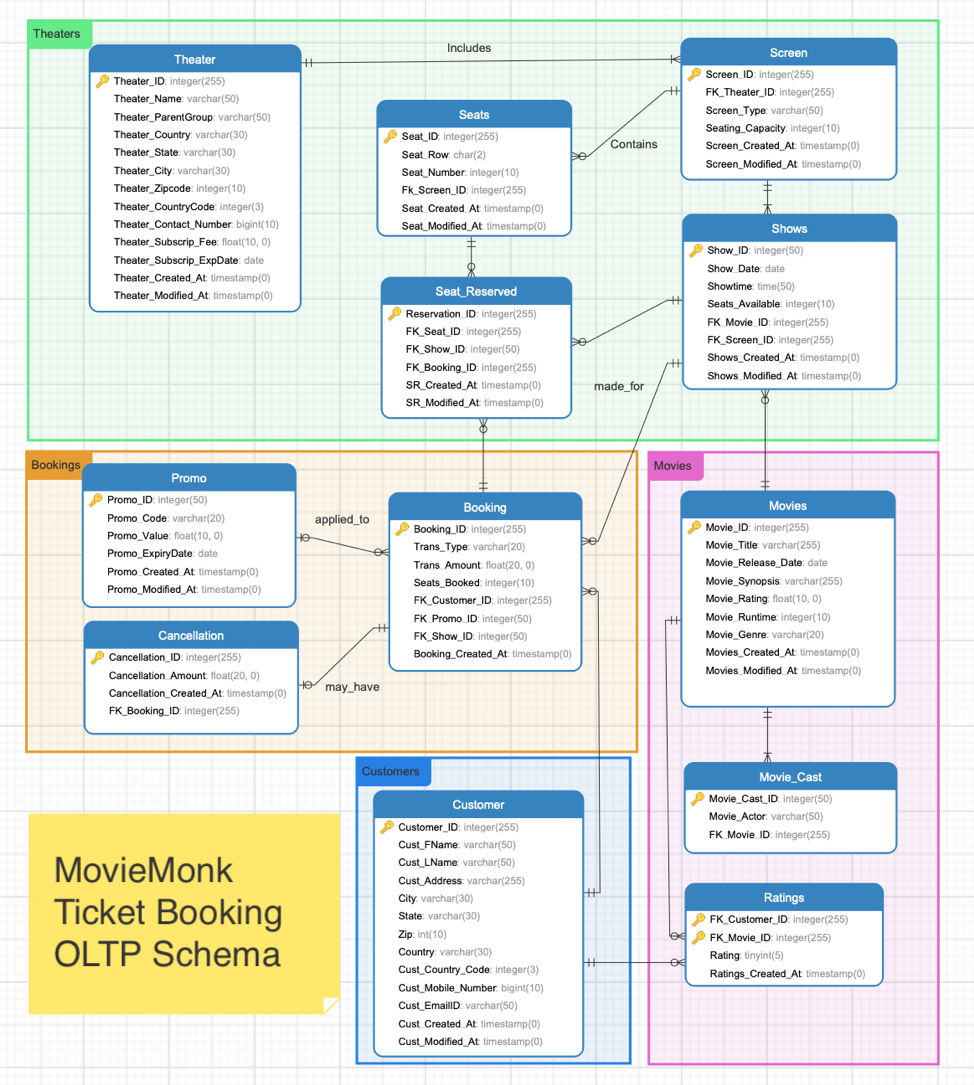 Theaters
Includes
Theater
Theater_ID: integer(255)
Theater_Name: varchar(50)
Theater_ParentGroup: varchar(50)
Theater_Country: varchar(30)
Theater_State: varchar(30)
Theater_City: varchar(30)
Theater_Zipcode: integer(10)
Theater_CountryCode: integer(3)
Theater_Contact_Number: bigint(10)
Theater_Subscrip_Fee: float(10, 0)
Theater_Subscrip_ExpDate: date
Theater_Created_At: timestamp(0)
Theater_Modified_At: timestamp(0)
Screen
Screen_ID: integer(255)
FK_Theater_ID: integer(255)
Screen_Type: varchar(50)
Seating_Capacity: integer(10)
Screen_Created_At: timestamp(0)
Screen_Modified_At: timestamp(0)
Seats
Seat_ID: integer(255)
Seat_Row: char(2)
Seat_Number: integer(10)
Fk_Screen_ID: integer(255)
Seat_Created_At: timestamp(0)
Seat_Modified_At: timestamp(0)
Contains
Shows
Show_ID: integer(50)
Show_Date: date
Showtime: time(50)
Seats_Available: integer(10)
FK_Movie_ID: integer(255)
FK_Screen_ID: integer(255)
Shows_Created_At: timestamp(0)
Shows_Modified_At: timestamp(0)
Seat_Reserved
Reservation_ID: integer(255)
FK_Seat_ID: integer(255)
FK_Show_ID: integer(50)
FK_Booking_ID: integer(255)
SR_Created_At: timestamp(0)
SR_Modified_At: timestamp(0)
made_for
Bookings
Promo
Promo_ID: integer(50)
Promo_Code: varchar(20)
Promo_Value: float(10, 0)
Promo_ExpiryDate: date
Promo_Created_At: timestamp(0)
Promo_Modified_At: timestamp(0)
applied_to
Booking
Booking_ID: integer(255)
Trans_Type: varchar(20)
Trans_Amount: float(20, 0)
Seats_Booked: integer(10)
FK_Customer_ID: integer(255)
FK_Promo_ID: integer(50)
FK_Show_ID: integer(50)
Booking_Created_At: timestamp(0)
Cancellation
Cancellation_ID: integer(255)
Cancellation_Amount: float(20, 0)
Cancellation_Created_At: timestamp(0)
FK_Booking_ID: integer(255)
may_have
Movies
Movies
Movie_ID: integer(255)
Movie_Title: varchar(255)
Movie_Release_Date: date
Movie_Synopsis: varchar(255)
Movie_Rating: float(10, 0)
Movie_Runtime: integer(10)
Movie_Genre: varchar(20)
Movies_Created_At: timestamp(0)
Movies_Modified_At: timestamp(0)
Movie_Cast
Movie_Cast_ID: integer(50)
Movie_Actor: varchar(50)
FK_Movie_ID: integer(255)
Ratings
FK_Customer_ID: integer(255)
FK_Movie_ID: integer(255)
Rating: tinyint(5)
Ratings_Created_At: timestamp(0)
Customers
Customer
Customer_ID: integer(255)
Cust_FName: varchar(50)
Cust_LName: varchar(50)
Cust_Address: varchar(255)
City: varchar(30)
State: varchar(30)
Zip: int(10)
Country: varchar(30)
Cust_Country_Code: integer(3)
Cust_Mobile_Number: bigint(10)
Cust_EmailID: varchar(50)
Cust_Created_At: timestamp(0)
Cust_Modified_At: timestamp(0)
MovieMonk
Ticket Booking
OLTP Schema